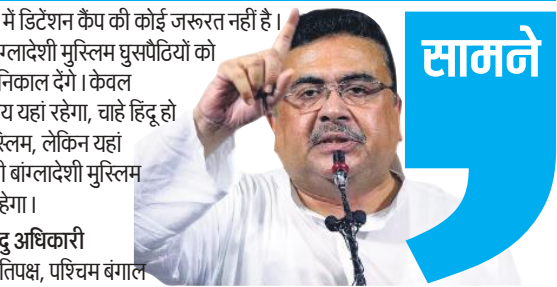 में डिटेंशन कैंप की कोई जरूरत नहीं है।
ग्लादेशी मुस्लिम घुसपैठियों को
निकाल देंगे। केवल
य यहां रहेगा, चाहे हिंदू हो
स्लिम, लेकिन यहां
ी बांग्लादेशी मुस्लिम
हेगा।
दु अधिकारी
तिपक्ष, पश्चिम बंगाल
सामने